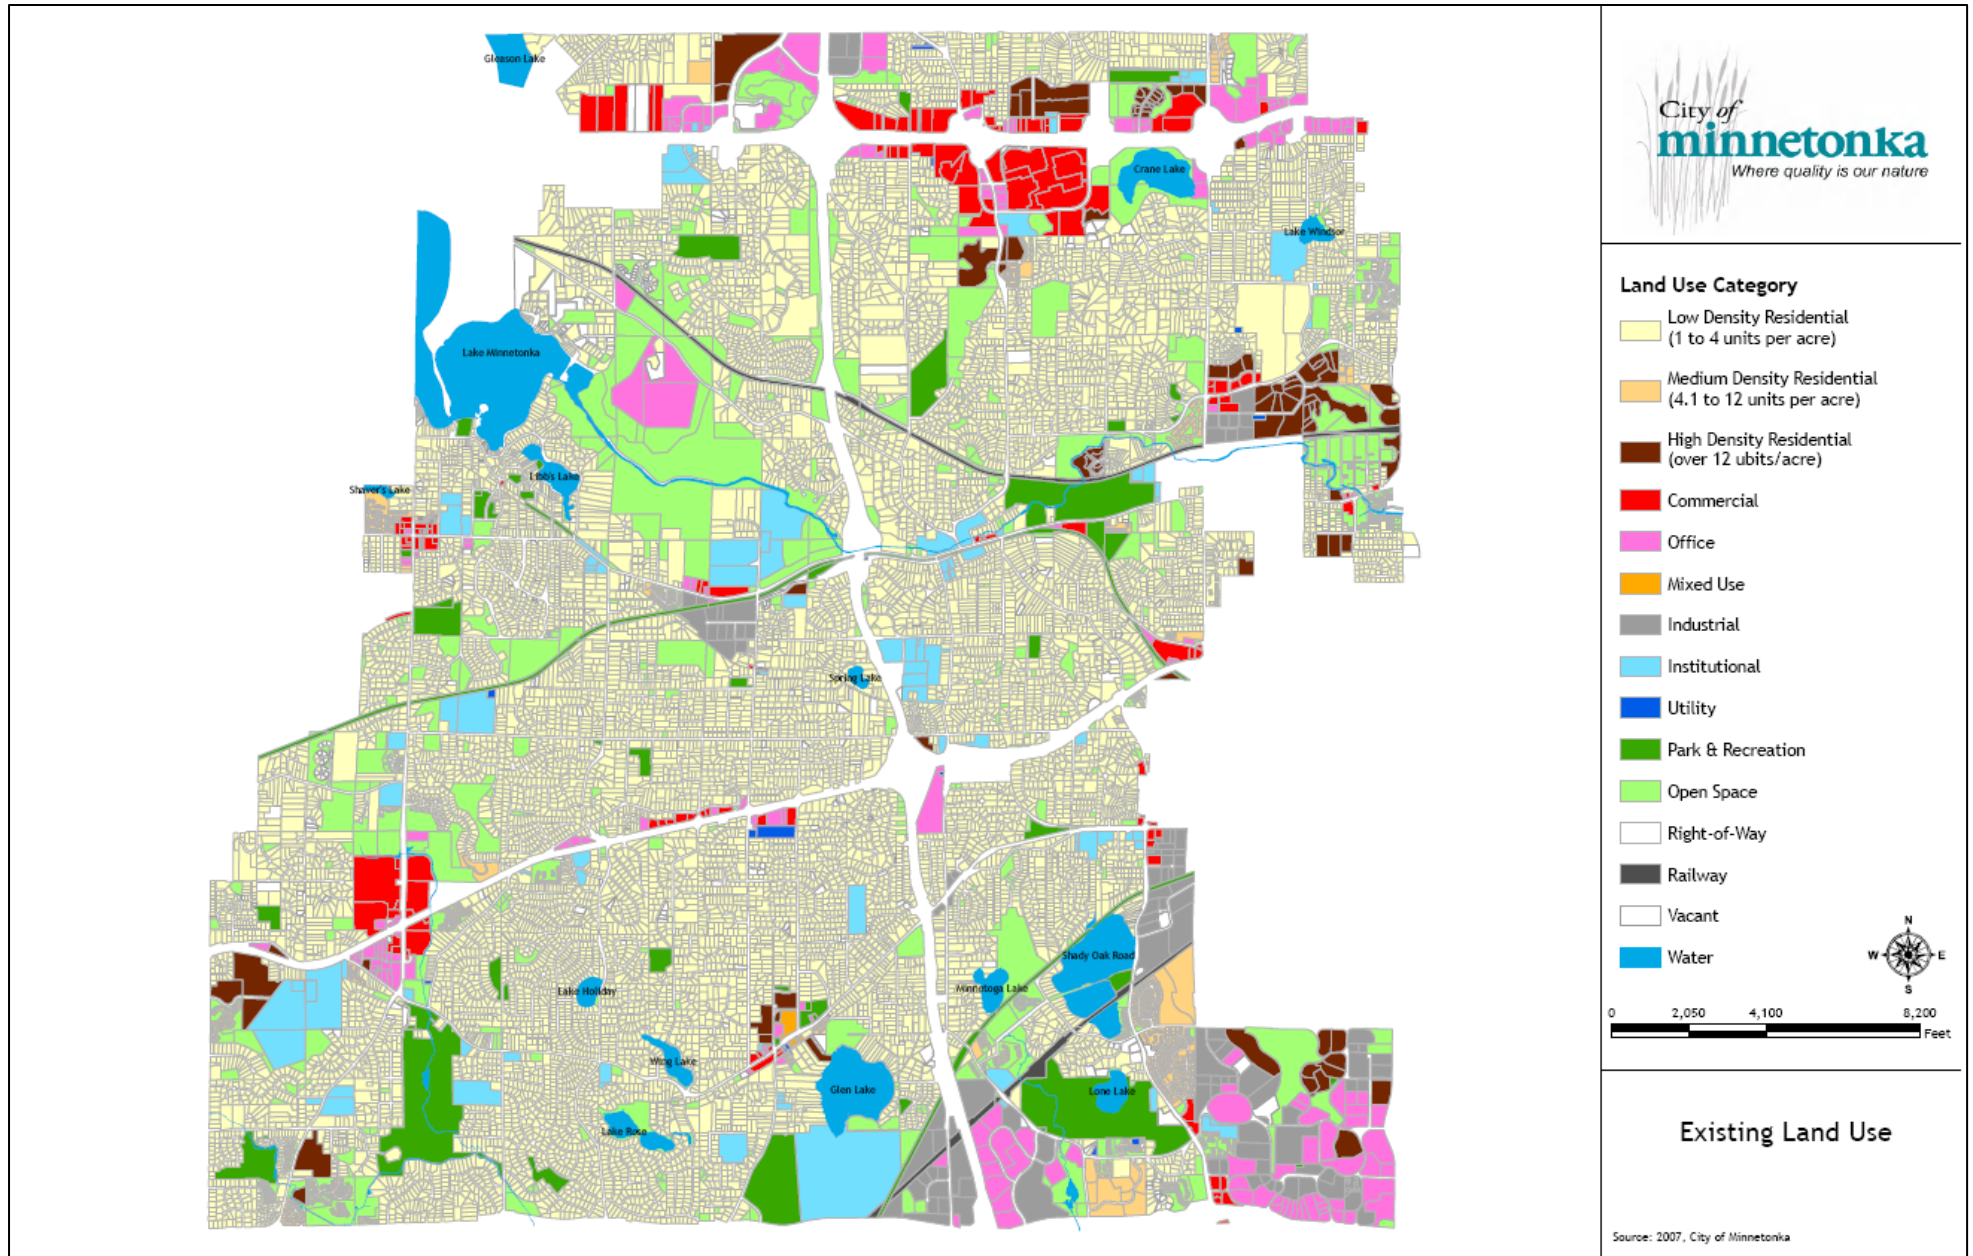 Gleason Lake
Crane Lake
Lake Windsor
Lake Minnetonka
Libb's Lake
Shaver's Lake
Spring Lake
Shady Oak Road
Minnetoga Lake
Lake Holiday
Wing Lake
Glen Lake
Lone Lake
Lake Rose
City of
minnetonka
Where quality is our nature
Land Use Category
Low Density Residential
(1 to 4 units per acre)
Medium Density Residential
(4.1 to 12 units per acre)
High Density Residential
(over 12 ubits/acre)
Commercial
Office
Mixed Use
Industrial
Institutional
Utility
Park & Recreation
Open Space
Right-of-Way
Railway
Vacant
Water
N
W E
S
0 2,050 4,100 8,200
Feet
Existing Land Use
Source: 2007, City of Minnetonka